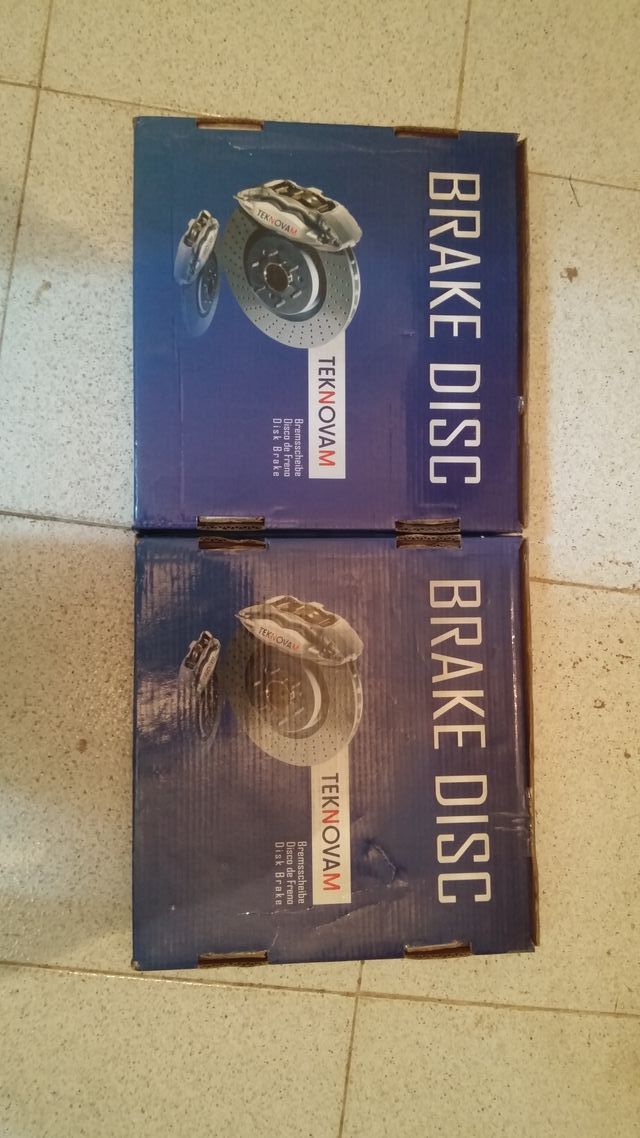 BRAKE DISC
TEKNOVAM
TEKNOVAM
Bremsscheibe
Disco de Freno
Disk Brake
BRAKE DISC
TEKNOVAM
TEKNOVAM
Bremsscheibe
Disco de Freno
Disk Brake